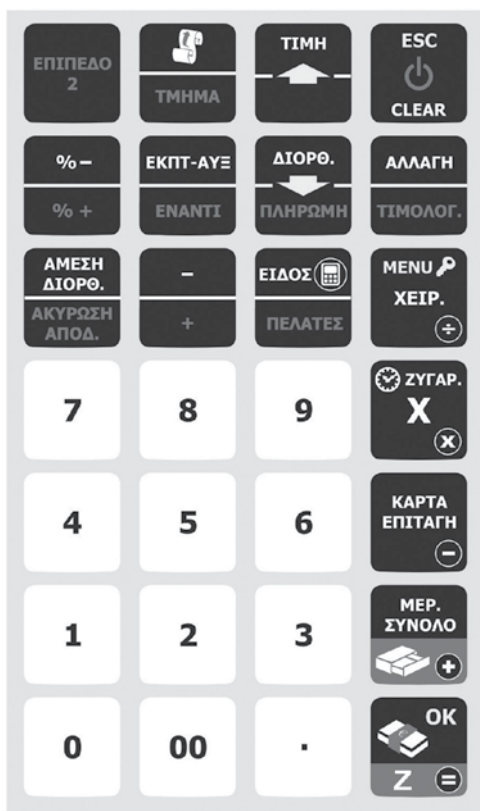 ΕΠΙΠΕΔΟ
2
ΤΜΗΜΑ
ΤΙΜΗ
ESC
CLEAR
%-
% +
ΕΚΠΤ-ΑΥΞ
ΕΝΑΝΤΙ
ΔΙΟΡΘ.
ΠΛΗΡΩΜΗ
ΑΛΛΑΓΗ
ΤΙΜΟΛΟΓ.
ΑΜΕΣΗ
ΔΙΟΡΘ.
ΑΚΥΡΩΣΗ
ΑΠΟΔ.
-
+
ΕΙΔΟΣ
ΠΕΛΑΤΕΣ
MENU
ΧΕΙΡ.
÷
7
8
9
ΖΥΓΑΡ.
X
x
4
5
6
ΚΑΡΤΑ
ΕΠΙΤΑΓΗ
-
1
2
3
ΜΕΡ.
ΣΥΝΟΛΟ
+
0
00
.
OK
Z =